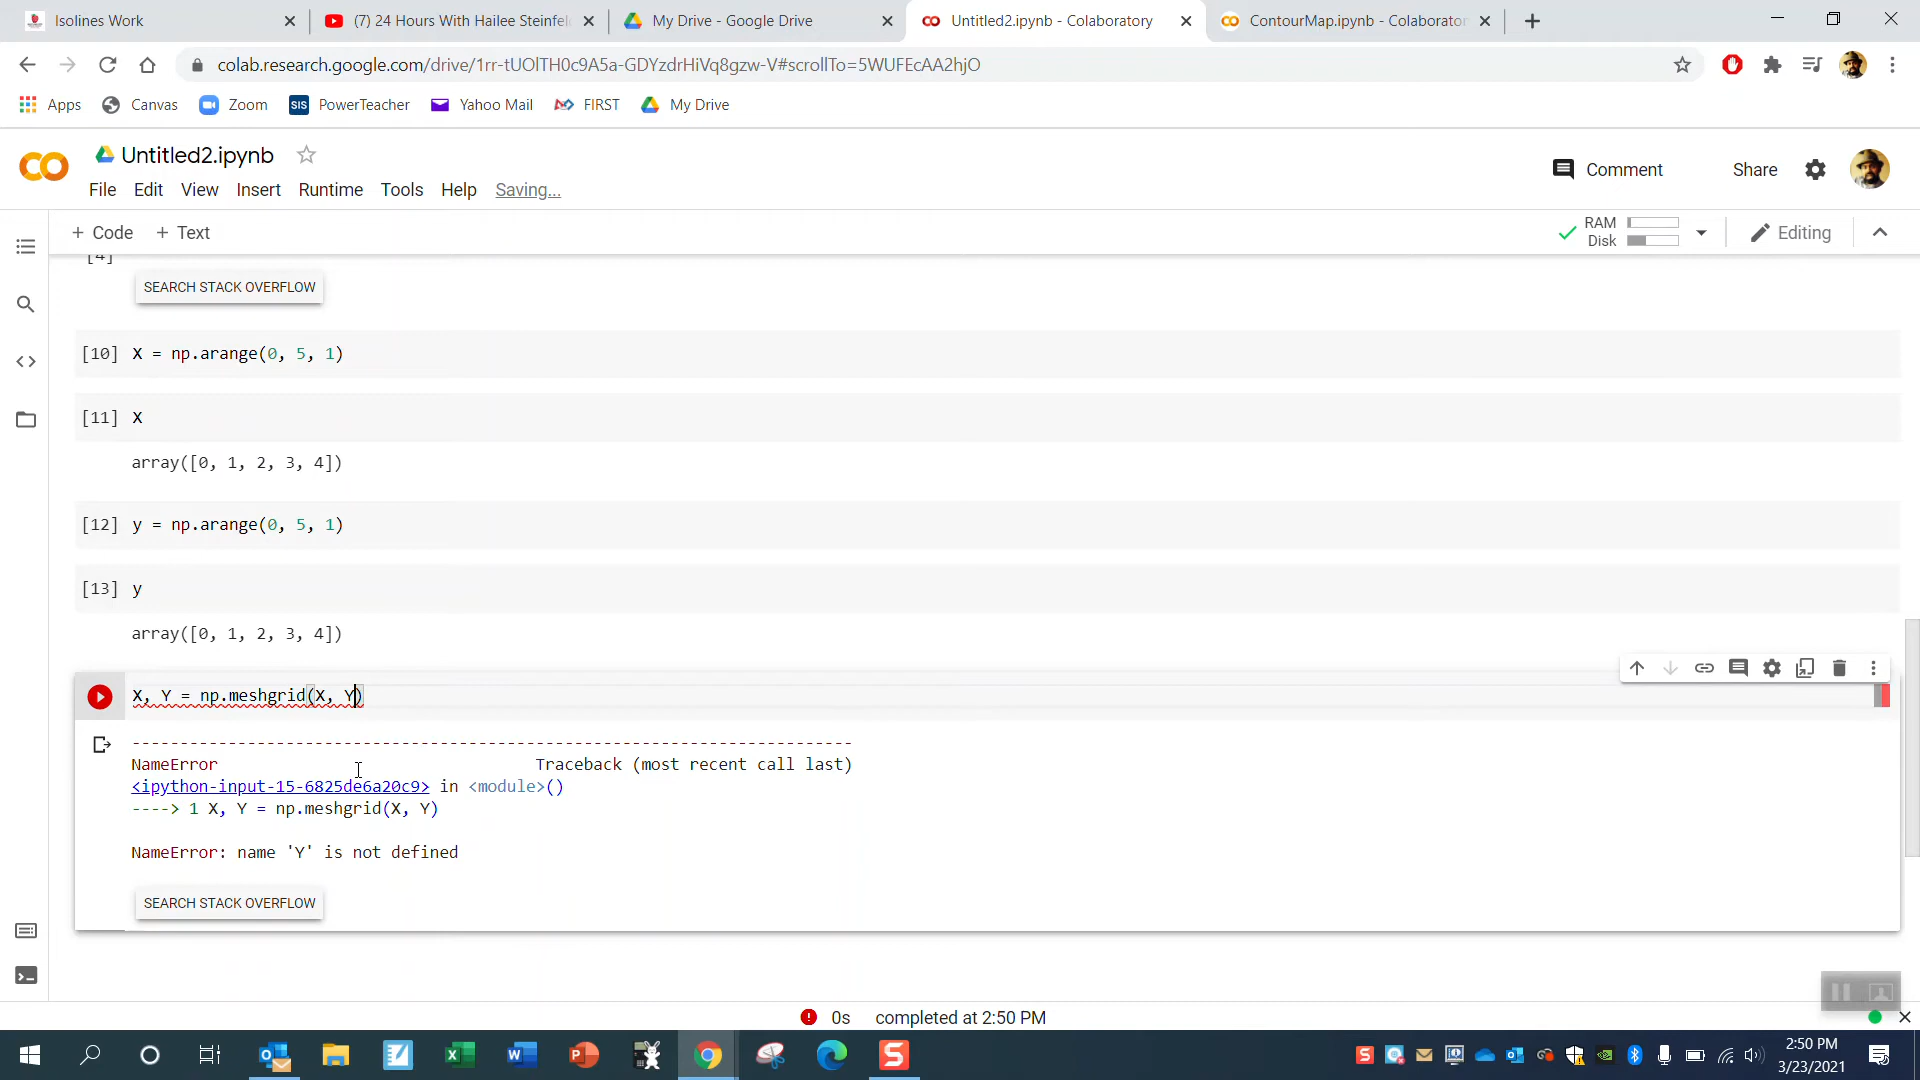 Isolines Work
(7) 24 Hours With Hailee Steinfel
My Drive - Google Drive
Untitled2.ipynb - Colaboratory
ContourMap.ipynb - Colaborator
colab.research.google.com/drive/1rr-tUOlTH0c9A5a-GDYzdrHiVq8gzw-V#scrollTo=5WUFEcAA2hjO
Apps
Canvas
Zoom
SIS PowerTeacher
Yahoo Mail
FIRST
My Drive
Untitled2.ipynb
Comment
Share
File Edit View Insert Runtime Tools Help Saving...
+ Code + Text
RAM
Disk
Editing
[4]
SEARCH STACK OVERFLOW
[10] X = np.arange(0, 5, 1)
[11] X
array([0, 1, 2, 3, 4])
[12] y = np.arange(0, 5, 1)
[13] y
array([0, 1, 2, 3, 4])
X, Y = np.meshgrid(X, Y)
---------------------------------------------------------------------------
NameError Traceback (most recent call last)
<ipython-input-15-6825de6a20c9> in <module>()
----> 1 X, Y = np.meshgrid(X, Y)
NameError: name 'Y' is not defined
SEARCH STACK OVERFLOW
0s completed at 2:50 PM
2:50 PM
3/23/2021